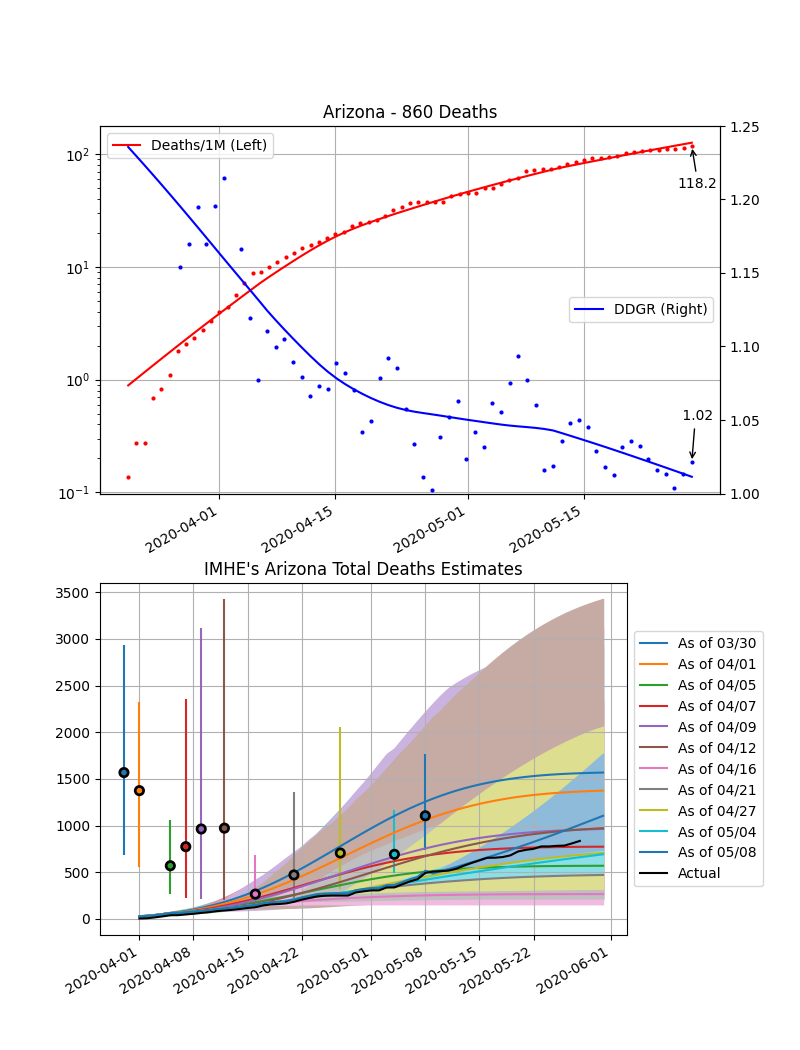 Arizona - 860 Deaths
Deaths/1M (Left)
DDGR (Right)
118.2
1.02
10²
10¹
10⁰
10⁻¹
1.25
1.20
1.15
1.10
1.05
1.00
2020-04-01
2020-04-15
2020-05-01
2020-05-15
IMHE's Arizona Total Deaths Estimates
3500
3000
2500
2000
1500
1000
500
0
2020-04-01
2020-04-08
2020-04-15
2020-04-22
2020-05-01
2020-05-08
2020-05-15
2020-05-22
2020-06-01
As of 03/30
As of 04/01
As of 04/05
As of 04/07
As of 04/09
As of 04/12
As of 04/16
As of 04/21
As of 04/27
As of 05/04
As of 05/08
Actual